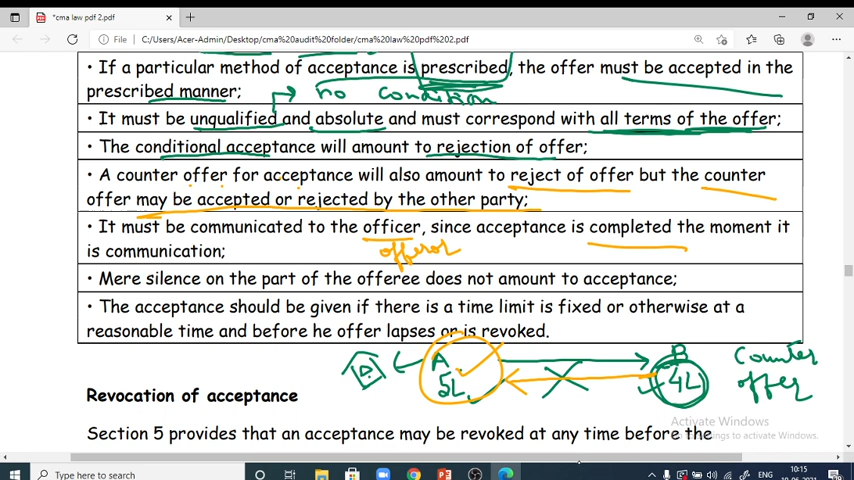 *cma law pdf 2.pdf
File | C:/Users/Acer-Admin/Desktop/cma%20audit%20folder/cma%20law%20pdf%202.pdf
• If a particular method of acceptance is prescribed, the offer must be accepted in the
prescribed manner;
no condition
• It must be unqualified and absolute and must correspond with all terms of the offer;
• The conditional acceptance will amount to rejection of offer;
• A counter offer for acceptance will also amount to reject of offer but the counter
offer may be accepted or rejected by the other party;
• It must be communicated to the officer, since acceptance is completed the moment it
offeror
is communication;
• Mere silence on the part of the offeree does not amount to acceptance;
• The acceptance should be given if there is a time limit is fixed or otherwise at a
reasonable time and before he offer lapses or is revoked.
A B Counter
5L 4L offer
Revocation of acceptance
Activate Windows
Section 5 provides that an acceptance may be revoked at any time before the
to activate Windows.
Type here to search
ENG
10:15